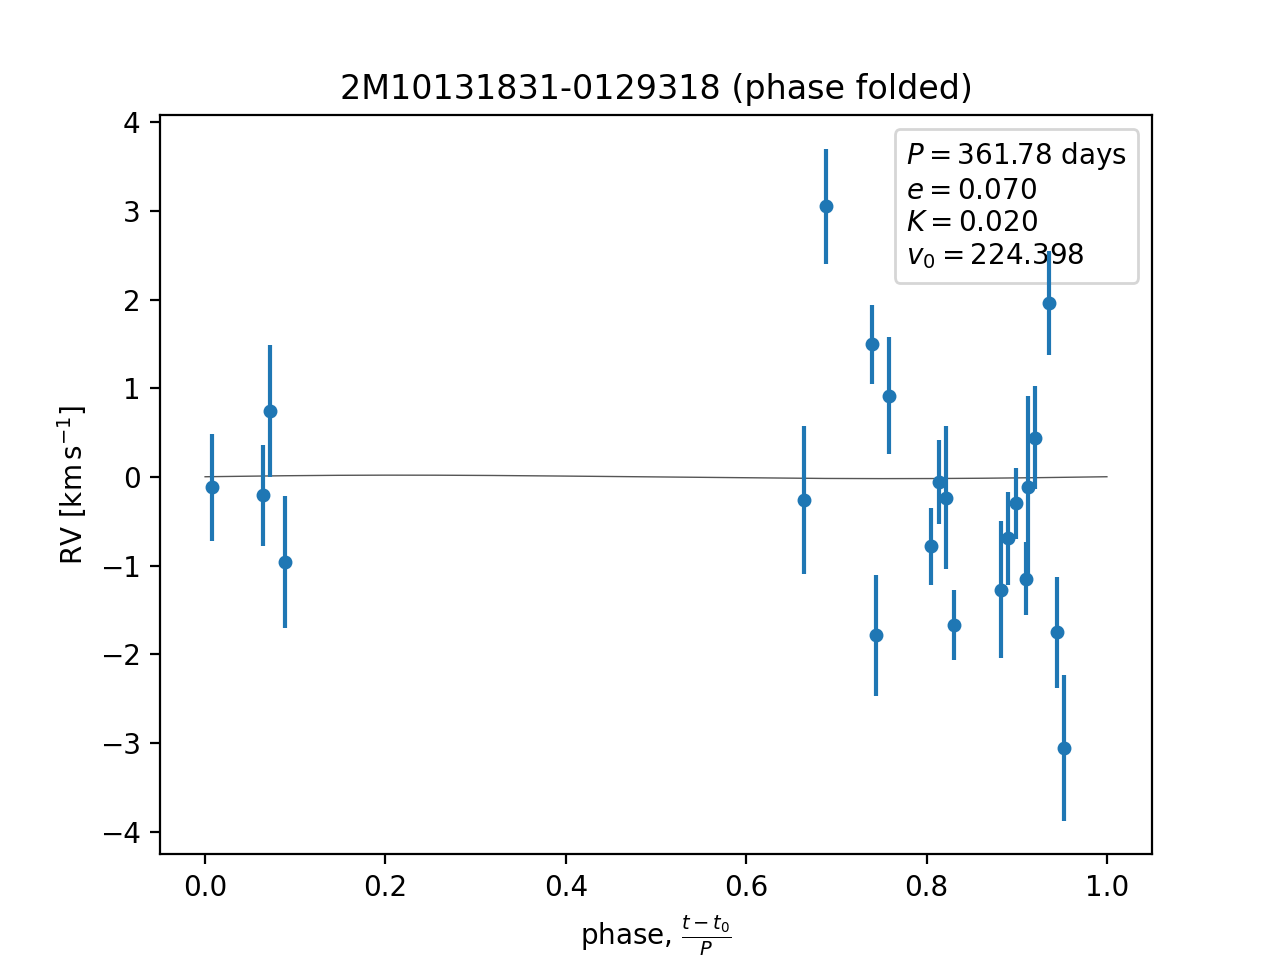 2M10131831-0129318 (phase folded)
P = 361.78 days
e = 0.070
K = 0.020
v₀ = 224.398
RV [km s⁻¹]
4
3
2
1
0
−1
−2
−3
−4
0.0 0.2 0.4 0.6 0.8 1.0
phase, (t − t₀)/P